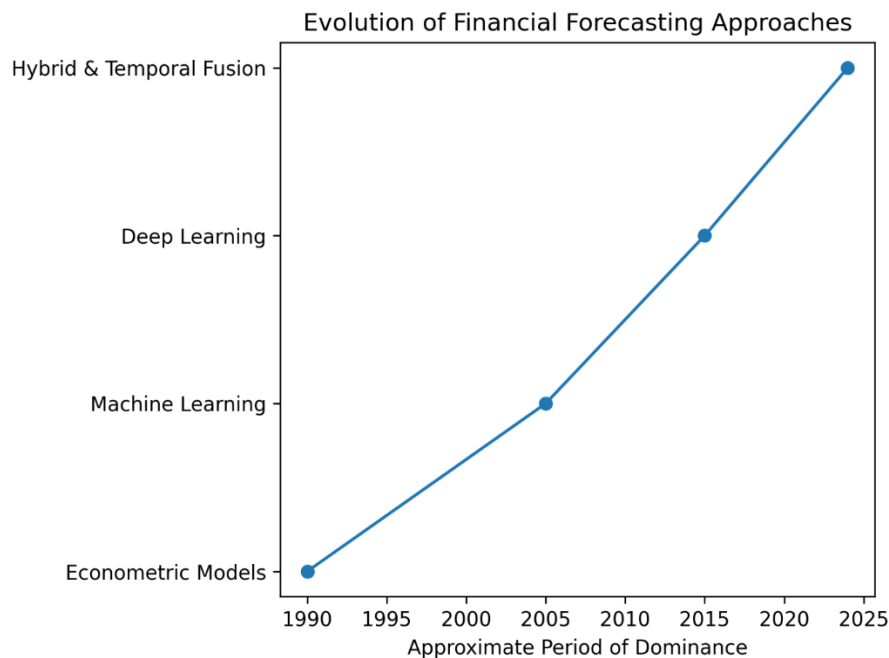 Evolution of Financial Forecasting Approaches
Hybrid & Temporal Fusion
Deep Learning
Machine Learning
Econometric Models
1990 1995 2000 2005 2010 2015 2020 2025
Approximate Period of Dominance